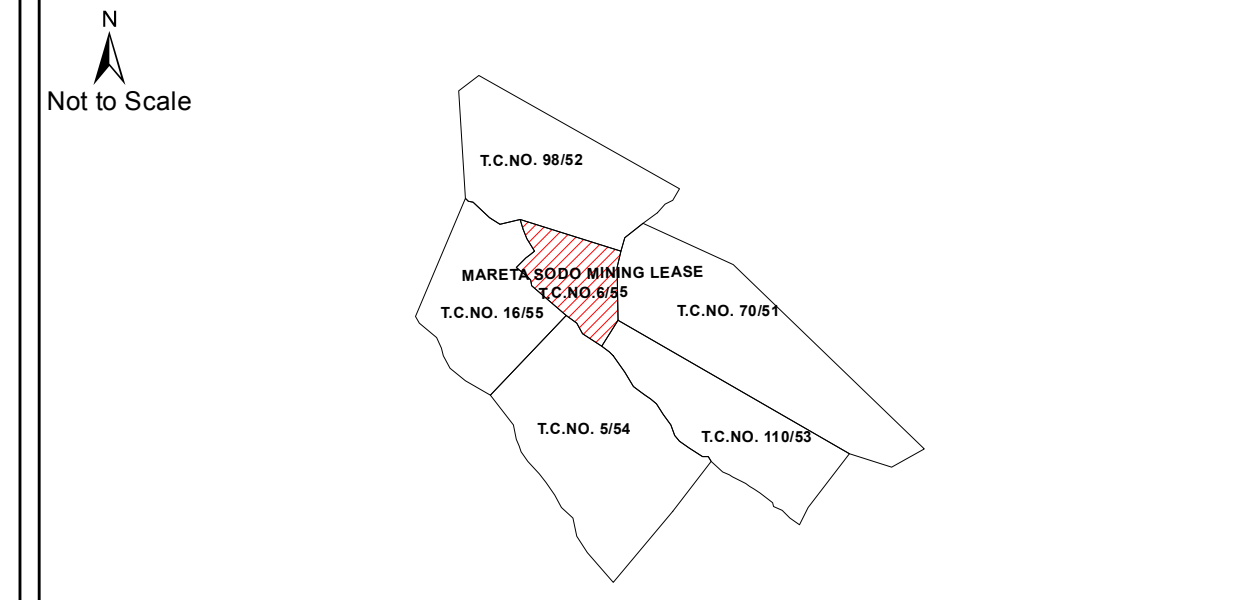 N
Not to Scale
T.C.NO. 98/52
MARETA SODO MINING LEASE
T.C.NO.6/55
T.C.NO. 16/55
T.C.NO. 70/51
T.C.NO. 5/54
T.C.NO. 110/53